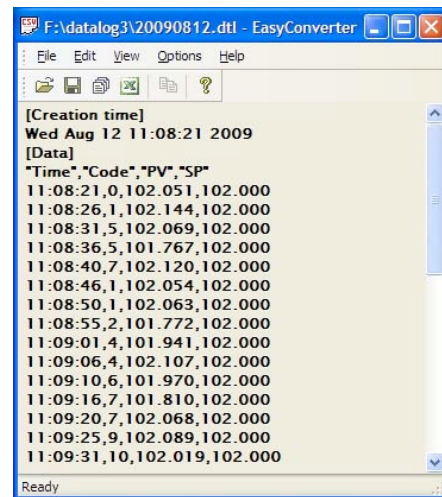 CSV
F:\datalog3\20090812.dtl - EasyConverter
File Edit View Options Help
[Creation time]
Wed Aug 12 11:08:21 2009
[Data]
"Time","Code","PV","SP"
11:08:21,0,102.051,102.000
11:08:26,1,102.144,102.000
11:08:31,5,102.069,102.000
11:08:36,5,101.767,102.000
11:08:40,7,102.120,102.000
11:08:46,1,102.054,102.000
11:08:50,1,102.063,102.000
11:08:55,2,101.772,102.000
11:09:01,4,101.941,102.000
11:09:06,4,102.107,102.000
11:09:10,6,101.970,102.000
11:09:16,7,101.810,102.000
11:09:20,7,102.068,102.000
11:09:25,9,102.089,102.000
11:09:31,10,102.019,102.000
Ready